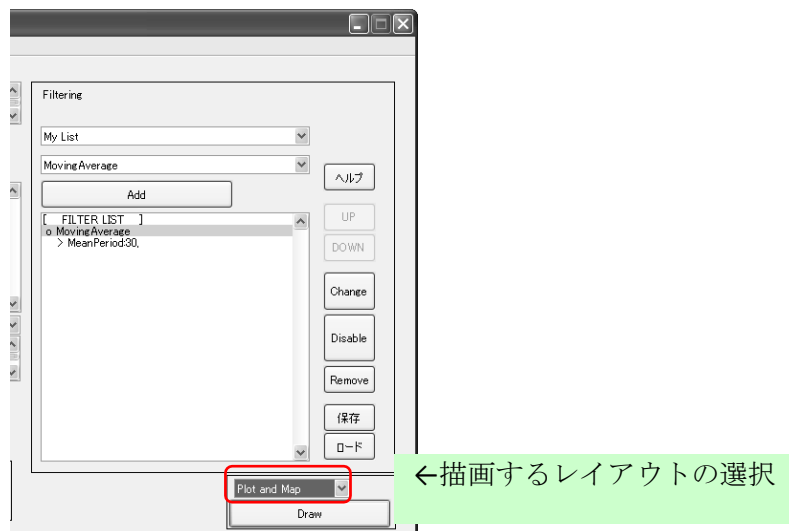 Filtering
My List
MovingAverage
Add
[ FILTER LIST ]
o MovingAverage
> MeanPeriod:30,
ヘルプ
UP
DOWN
Change
Disable
Remove
保存
ロード
Plot and Map
Draw
←描画するレイアウトの選択